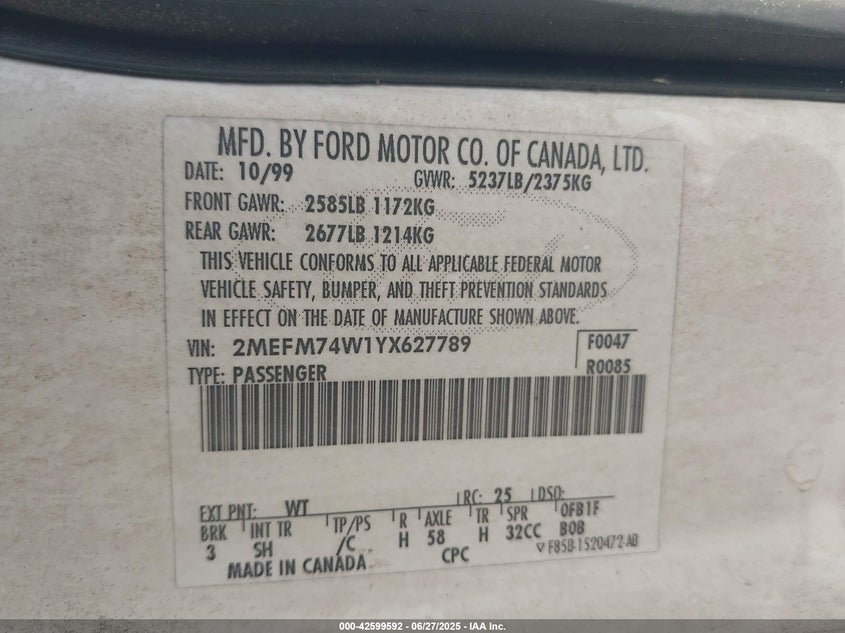 MFD. BY FORD MOTOR CO. OF CANADA, LTD.
DATE: 10/99 GVWR: 5237LB/2375KG
FRONT GAWR: 2585LB 1172KG
REAR GAWR: 2677LB 1214KG
THIS VEHICLE CONFORMS TO ALL APPLICABLE FEDERAL MOTOR
VEHICLE SAFETY, BUMPER, AND THEFT PREVENTION STANDARDS
IN EFFECT ON THE DATE OF MANUFACTURE SHOWN ABOVE.
VIN: 2MEFM74W1YX627789 F0047
TYPE: PASSENGER R0085
EXT PNT: WT RC: 25 DSO:
BRK INT TR TP/PS R AXLE TR SPR OFB1F
3 SH /C H 58 H 32CC BOB
MADE IN CANADA CPC F85B-1520472-AB
000-42599592 - 06/27/2025 - IAA Inc.